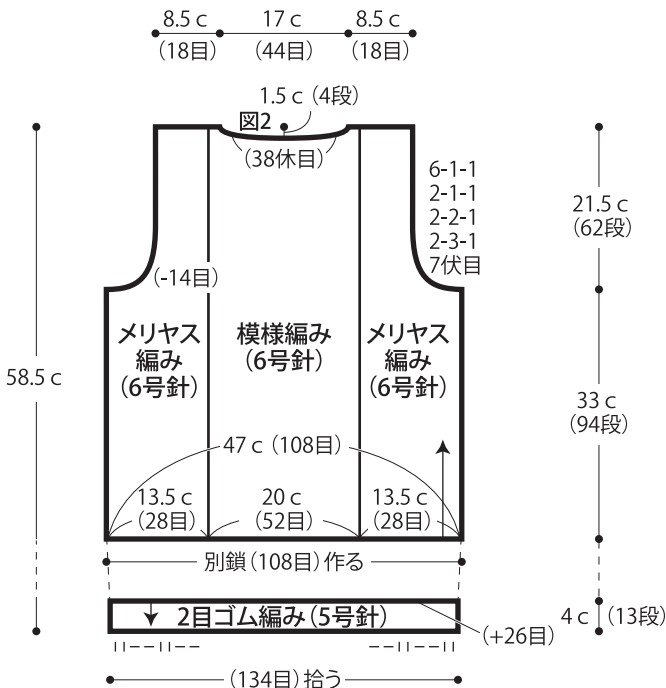 8.5 c 17 c 8.5 c
(18目) (44目) (18目)
1.5 c (4段)
図2
(38休目)
6-1-1
2-1-1
2-2-1
2-3-1
7伏目
21.5 c
(62段)
(-14目)
メリヤス
編み
(6号針)
模様編み
(6号針)
メリヤス
編み
(6号針)
58.5 c
33 c
(94段)
47 c (108目)
13.5 c 20 c 13.5 c
(28目) (52目) (28目)
別鎖(108目)作る
2目ゴム編み(5号針)
(+26目)
4 c (13段)
(134目)拾う